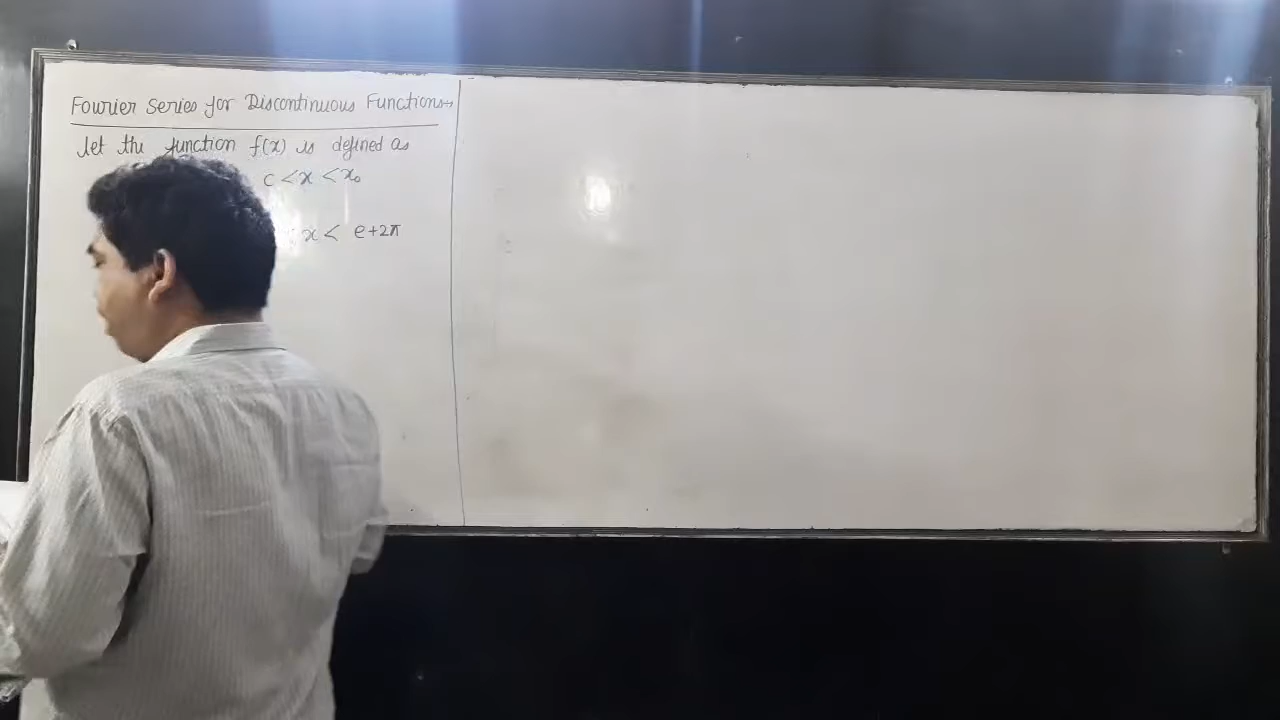 Fourier Series for Discontinuous Functions→
Let the function f(x) is defined as
c < x < x₀
x < c+2π